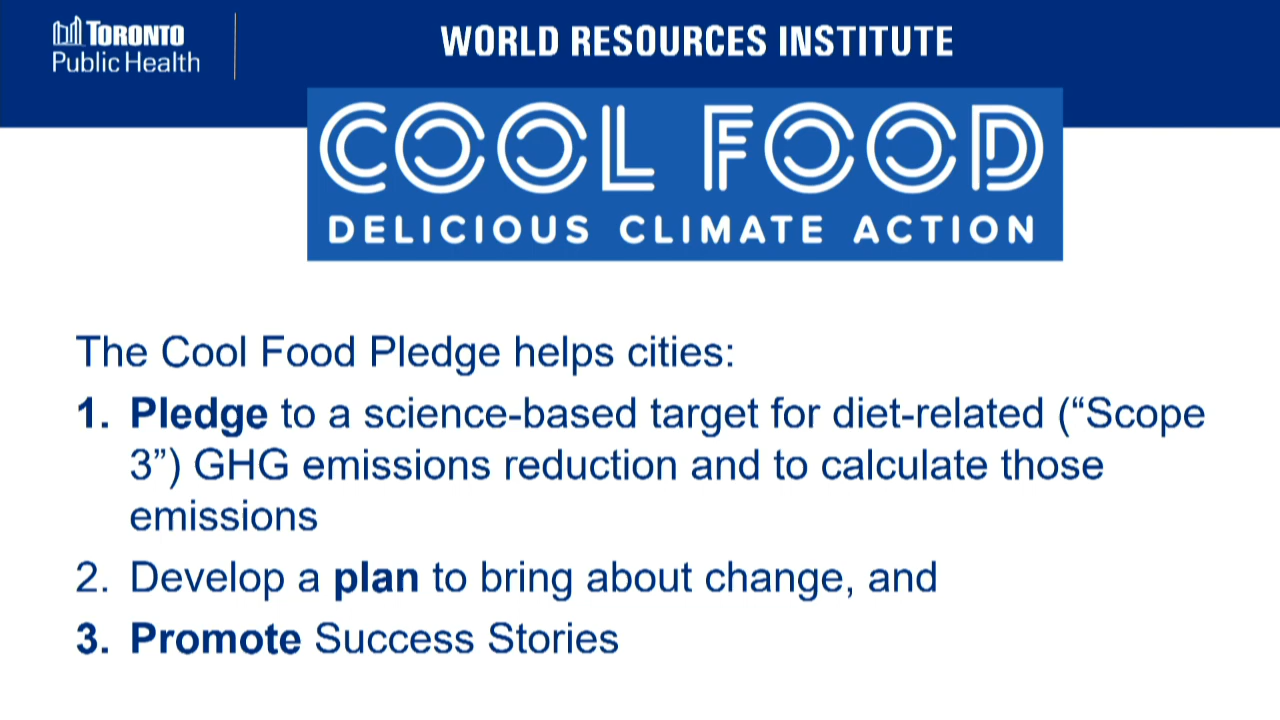 TORONTO
Public Health
WORLD RESOURCES INSTITUTE
COOL FOOD
DELICIOUS CLIMATE ACTION
The Cool Food Pledge helps cities:
1. Pledge to a science-based target for diet-related (“Scope
3”) GHG emissions reduction and to calculate those
emissions
2. Develop a plan to bring about change, and
3. Promote Success Stories